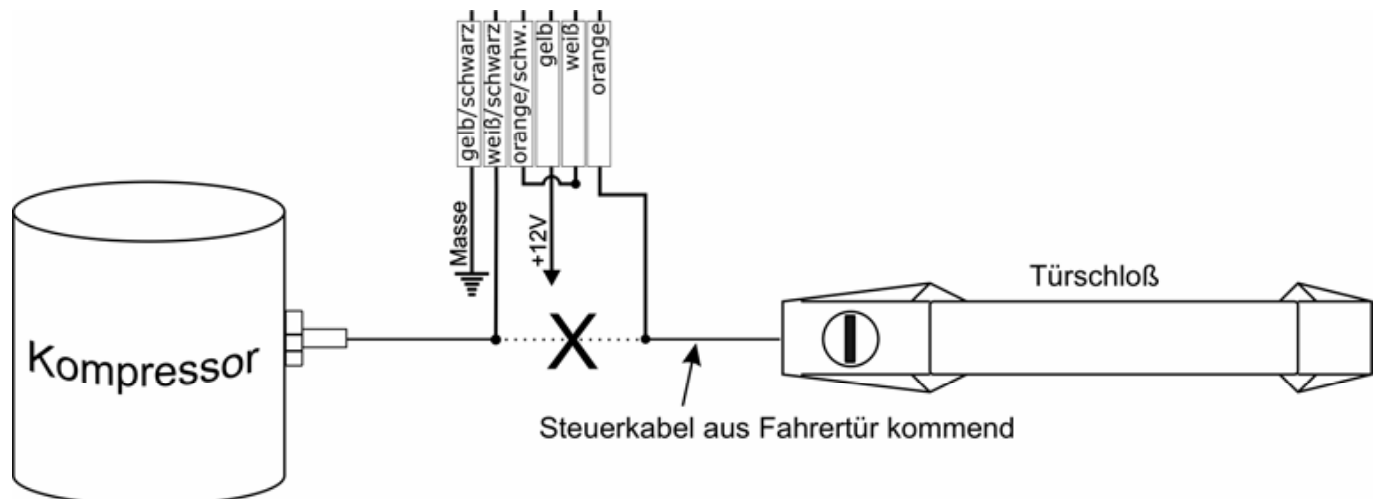 gelb/schwarz
weiß/schwarz
orange/schw.
gelb
weiß
orange
Masse
+12V
X
Türschloß
Kompressor
Steuerkabel aus Fahrertür kommend